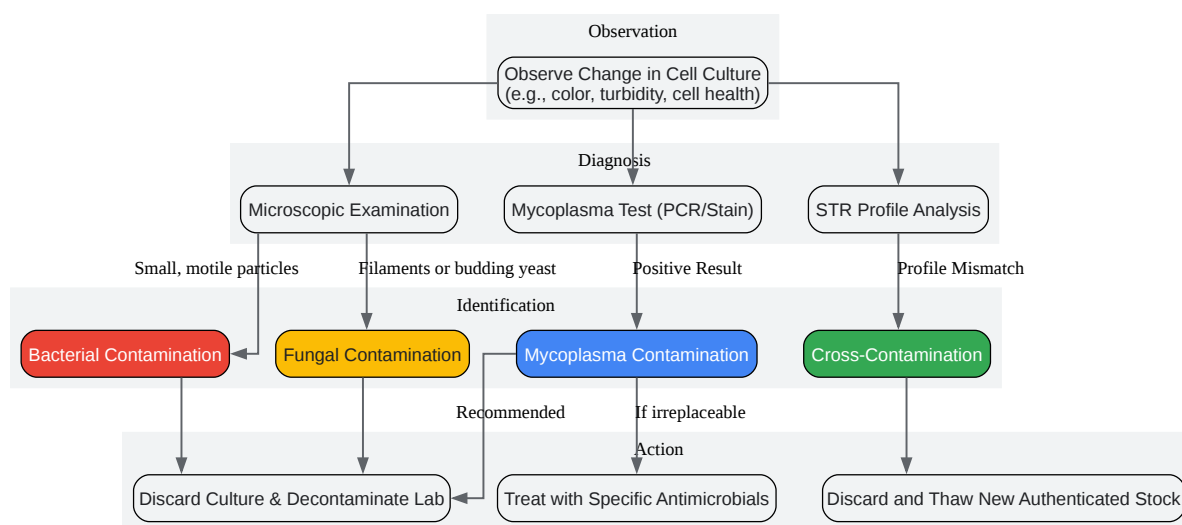 Observation
Observe Change in Cell Culture
(e.g., color, turbidity, cell health)
Diagnosis
Microscopic Examination
Mycoplasma Test (PCR/Stain)
STR Profile Analysis
Small, motile particles
Filaments or budding yeast
Positive Result
Profile Mismatch
Identification
Bacterial Contamination
Fungal Contamination
Mycoplasma Contamination
Cross-Contamination
Recommended
If irreplaceable
Action
Discard Culture & Decontaminate Lab
Treat with Specific Antimicrobials
Discard and Thaw New Authenticated Stock